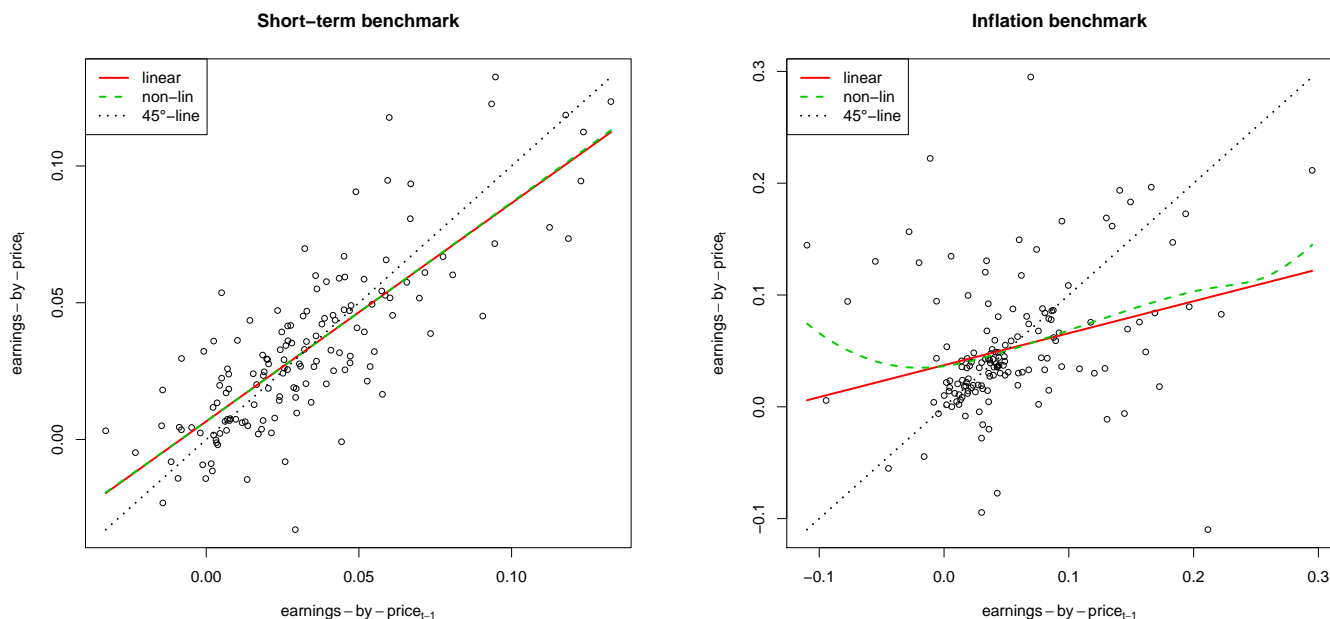 Short−term benchmark
linear
non−lin
45°−line
0.10
0.05
0.00
earnings − by − price_t
0.00 0.05 0.10
earnings − by − price_t−1
Inflation benchmark
linear
non−lin
45°−line
0.3
0.2
0.1
0.0
−0.1
earnings − by − price_t
−0.1 0.0 0.1 0.2 0.3
earnings − by − price_t−1